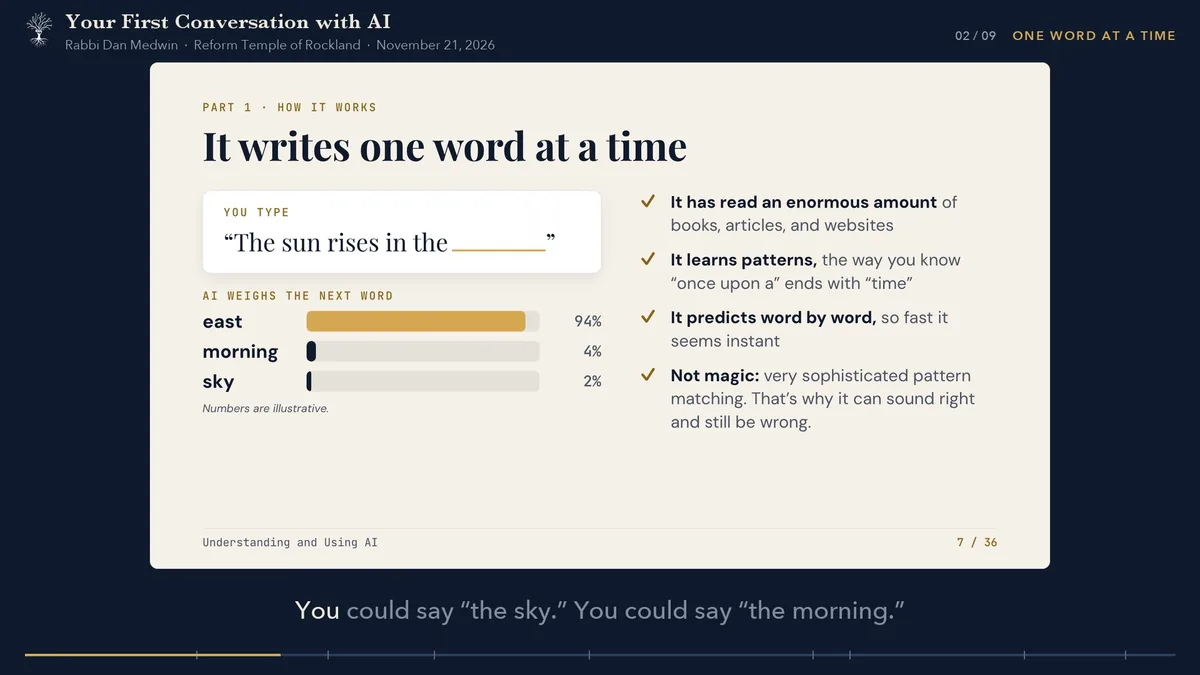 Your First Conversation with AI
Rabbi Dan Medwin · Reform Temple of Rockland · November 21, 2026
02 / 09 ONE WORD AT A TIME
PART 1 · HOW IT WORKS
It writes one word at a time
YOU TYPE
“The sun rises in the ________”
AI WEIGHS THE NEXT WORD
east 94%
morning 4%
sky 2%
Numbers are illustrative.
It has read an enormous amount of
books, articles, and websites
It learns patterns, the way you know
“once upon a” ends with “time”
It predicts word by word, so fast it
seems instant
Not magic: very sophisticated pattern
matching. That’s why it can sound right
and still be wrong.
Understanding and Using AI
7 / 36
You could say “the sky.” You could say “the morning.”